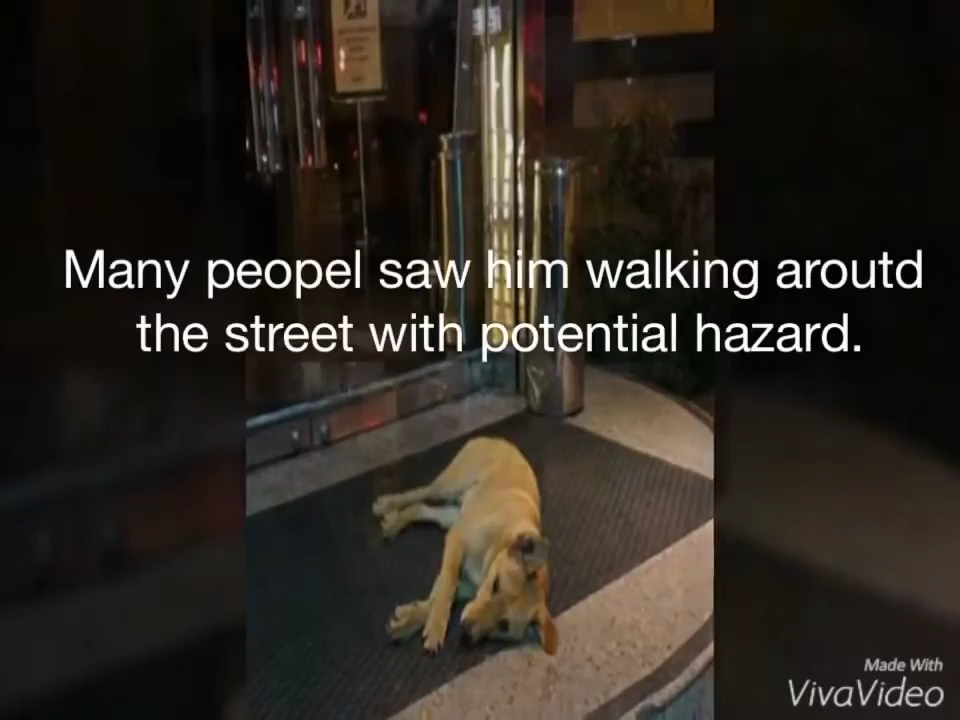 Many peopel saw him walking aroutd
the street with potential hazard.
Made With
VivaVideo